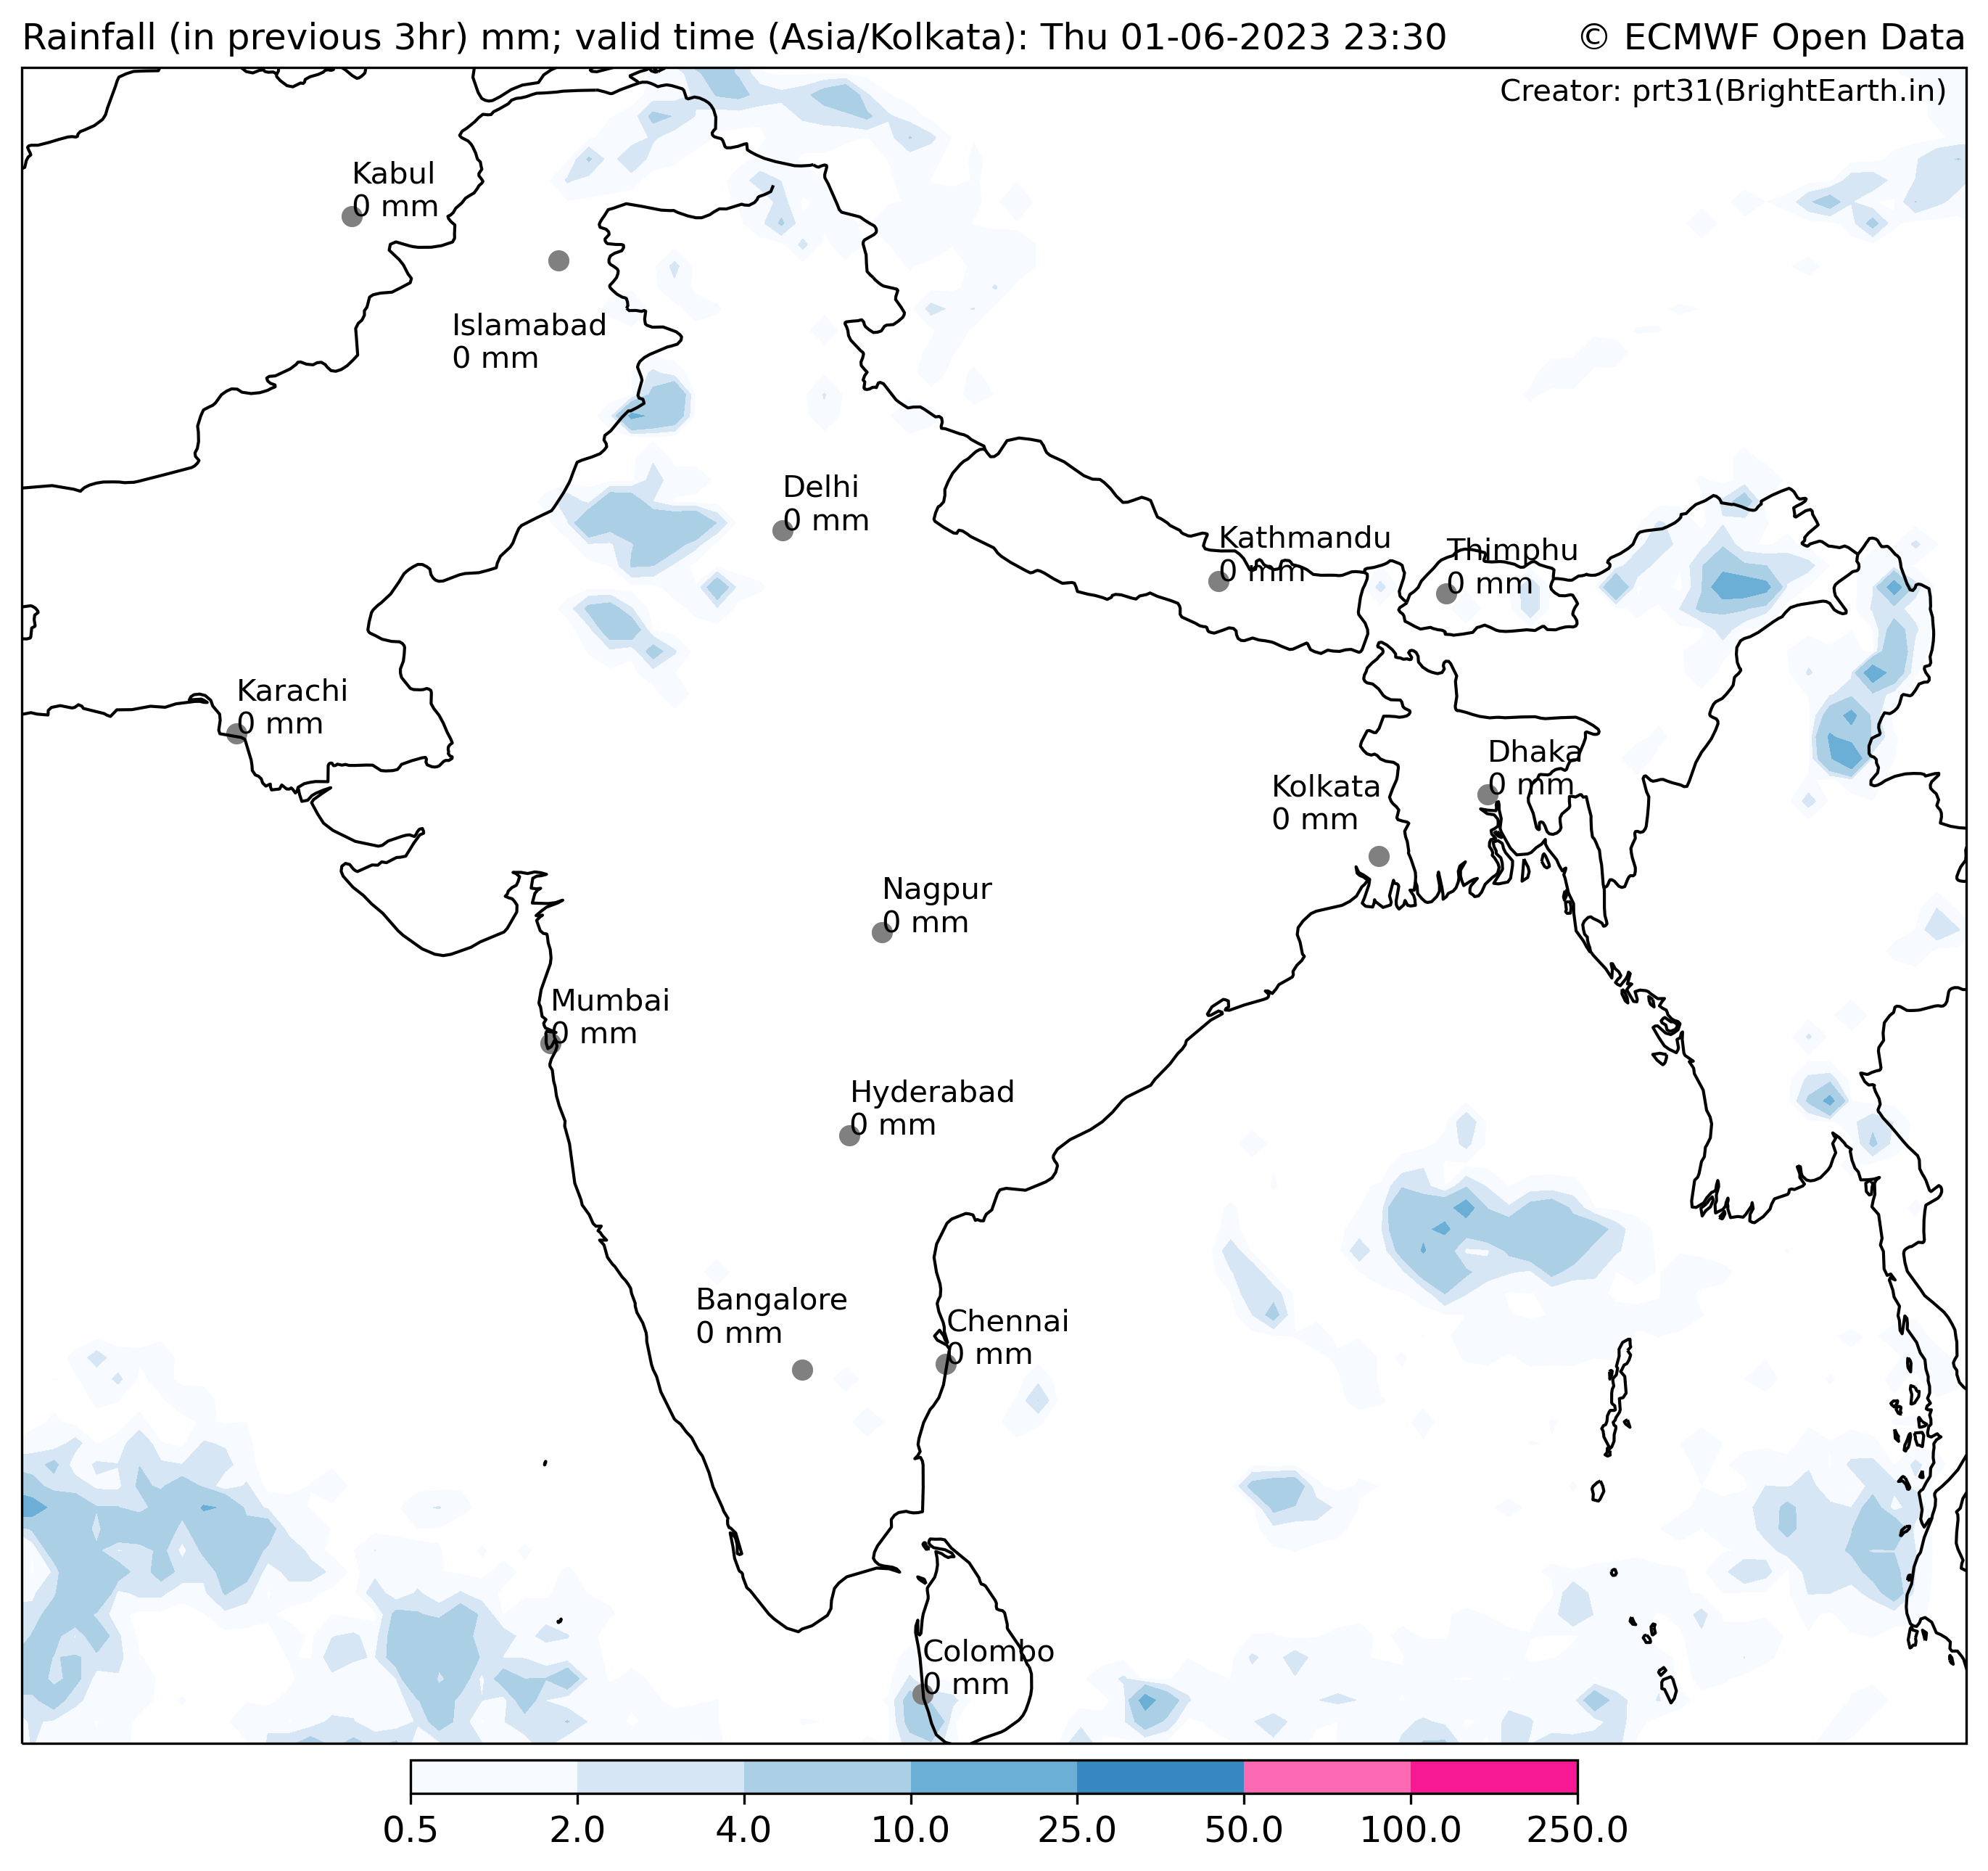 Rainfall (in previous 3hr) mm; valid time (Asia/Kolkata): Thu 01-06-2023 23:30
© ECMWF Open Data
Creator: prt31(BrightEarth.in)
Kabul
0 mm
Islamabad
0 mm
Delhi
0 mm
Kathmandu
0 mm
Thimphu
0 mm
Karachi
0 mm
Dhaka
0 mm
Kolkata
0 mm
Nagpur
0 mm
Mumbai
0 mm
Hyderabad
0 mm
Bangalore
0 mm
Chennai
0 mm
Colombo
0 mm
0.5 2.0 4.0 10.0 25.0 50.0 100.0 250.0